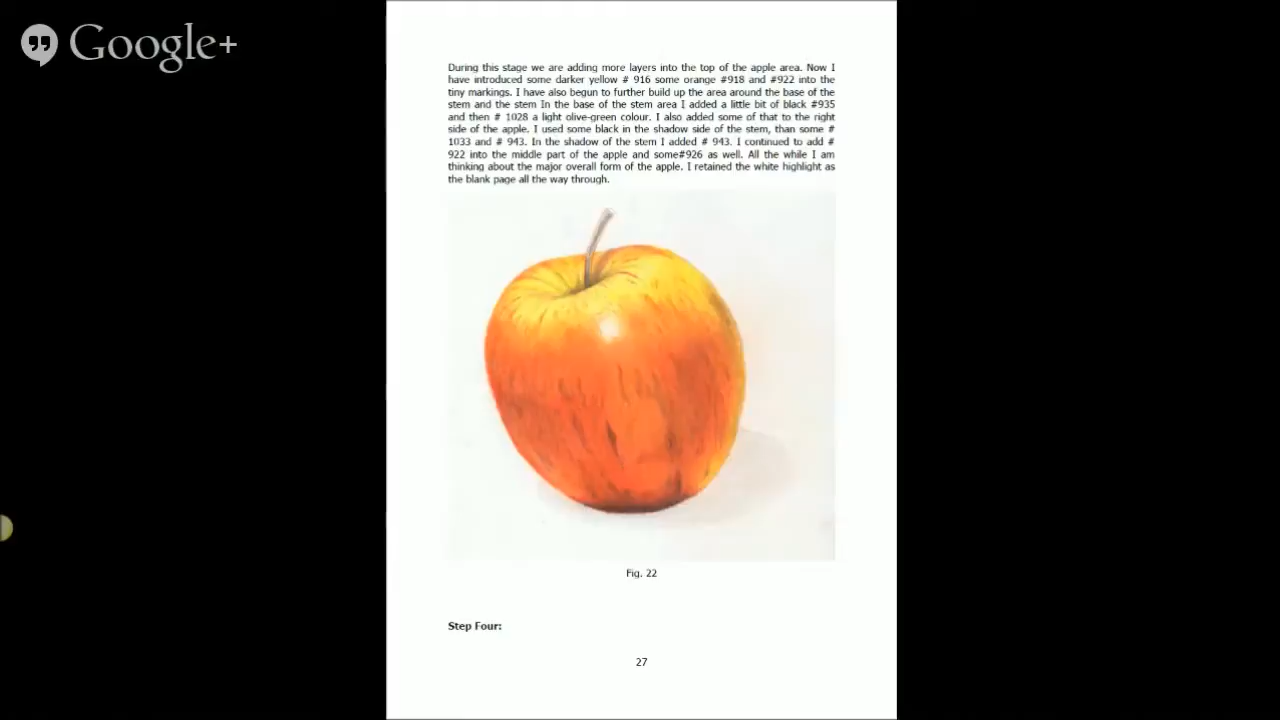 Google+
During this stage we are adding more layers into the top of the apple area. Now I
have introduced some darker yellow # 916 some orange #918 and #922 into the
tiny markings. I have also begun to further build up the area around the base of the
stem and the stem In the base of the stem area I added a little bit of black #935
and then # 1028 a light olive-green colour. I also added some of that to the right
side of the apple. I used some black in the shadow side of the stem, than some #
1033 and # 943. In the shadow of the stem I added # 943. I continued to add #
922 into the middle part of the apple and some#926 as well. All the while I am
thinking about the major overall form of the apple. I retained the white highlight as
the blank page all the way through.
Fig. 22
Step Four:
27